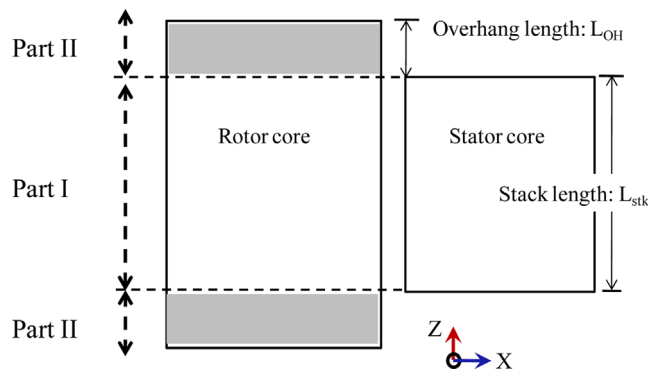 Part II
Overhang length: L_OH
Rotor core
Stator core
Part I
Stack length: L_stk
Part II
Z
X